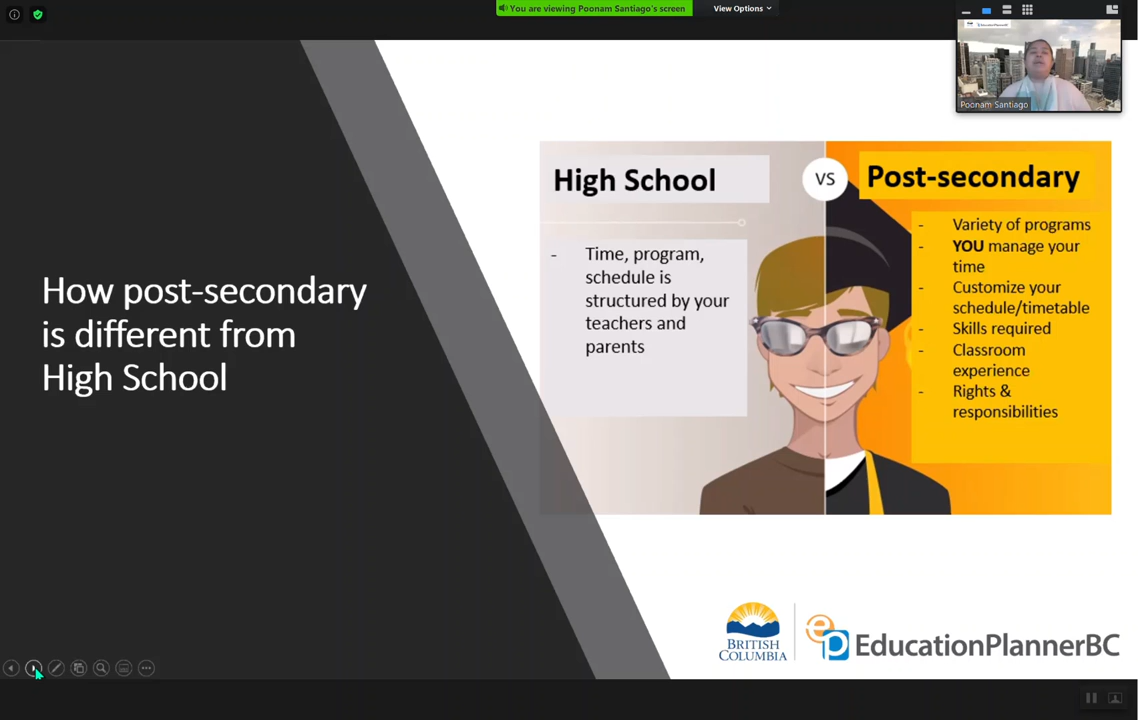 You are viewing Poonam Santiago's screen
View Options
Poonam Santiago
How post-secondary
is different from
High School
High School
VS
Post-secondary
- Time, program,
schedule is
structured by your
teachers and
parents
- Variety of programs
- YOU manage your
time
- Customize your
schedule/timetable
- Skills required
- Classroom
experience
- Rights &
responsibilities
BRITISH
COLUMBIA
ep EducationPlannerBC